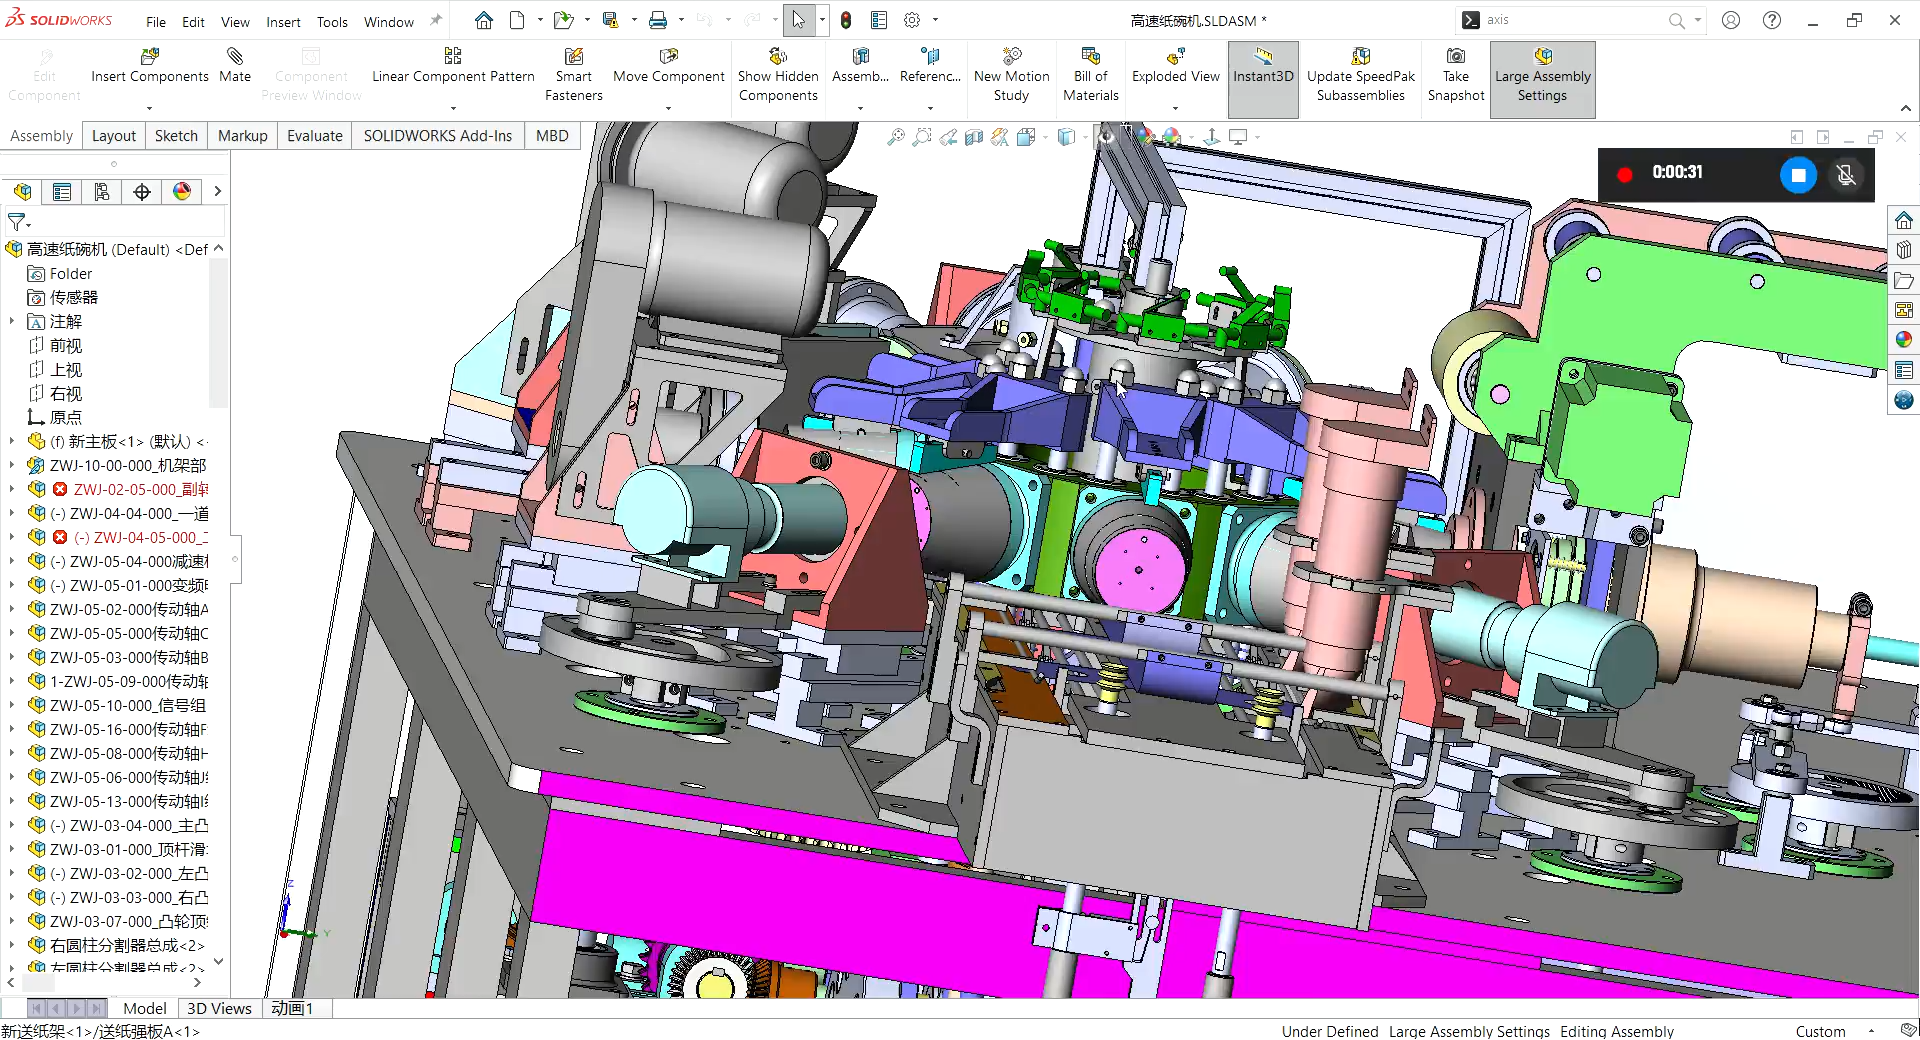 SOLIDWORKS File Edit View Insert Tools Window 高速纸碗机.SLDASM * axis
Edit Component
Insert Components
Mate
Component Preview Window
Linear Component Pattern
Smart Fasteners
Move Component
Show Hidden Components
Assemb...
Referenc...
New Motion Study
Bill of Materials
Exploded View
Instant3D
Update SpeedPak Subassemblies
Take Snapshot
Large Assembly Settings
Assembly Layout Sketch Markup Evaluate SOLIDWORKS Add-Ins MBD
0:00:31
高速纸碗机 (Default) <Def
Folder
传感器
注解
前视
上视
右视
原点
(f) 新主板<1> (默认) <
ZWJ-10-00-000_机架部
ZWJ-02-05-000_副转
(-) ZWJ-04-04-000_一道
(-) ZWJ-04-05-000_
(-) ZWJ-05-04-000减速机
(-) ZWJ-05-01-000变频
ZWJ-05-02-000传动轴A
ZWJ-05-05-000传动轴C
ZWJ-05-03-000传动轴B
1-ZWJ-05-09-000传动轴
ZWJ-05-10-000_信号组
ZWJ-05-16-000传动轴F
ZWJ-05-08-000传动轴H
ZWJ-05-06-000传动轴J
ZWJ-05-13-000传动轴I
(-) ZWJ-03-04-000_主凸
ZWJ-03-01-000_顶杆滑
(-) ZWJ-03-02-000_左凸
(-) ZWJ-03-03-000_右凸
ZWJ-03-07-000_凸轮顶
右圆柱分割器总成<2>
左圆柱分割器总成<2>
Z
Y
Model 3D Views 动画1
新送纸架<1>/送纸强板A<1> Under Defined Large Assembly Settings Editing Assembly Custom